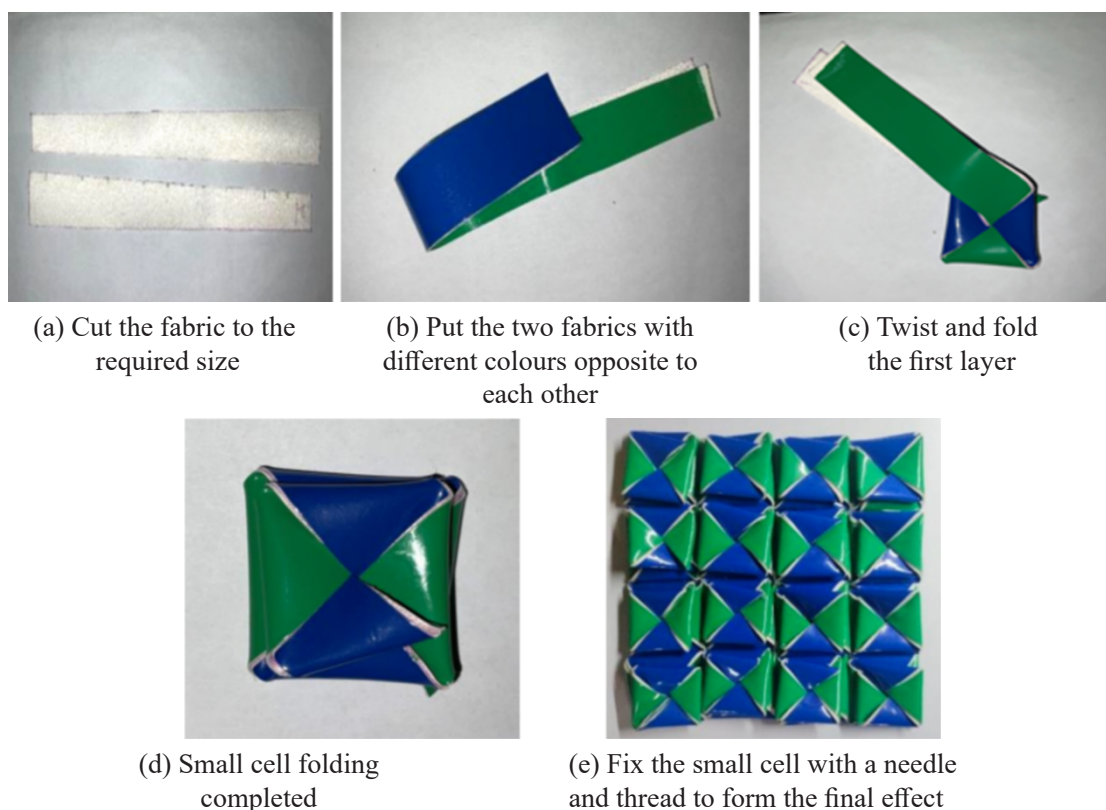 (a) Cut the fabric to the
required size
(b) Put the two fabrics with
different colours opposite to
each other
(c) Twist and fold
the first layer
(d) Small cell folding
completed
(e) Fix the small cell with a needle
and thread to form the final effect